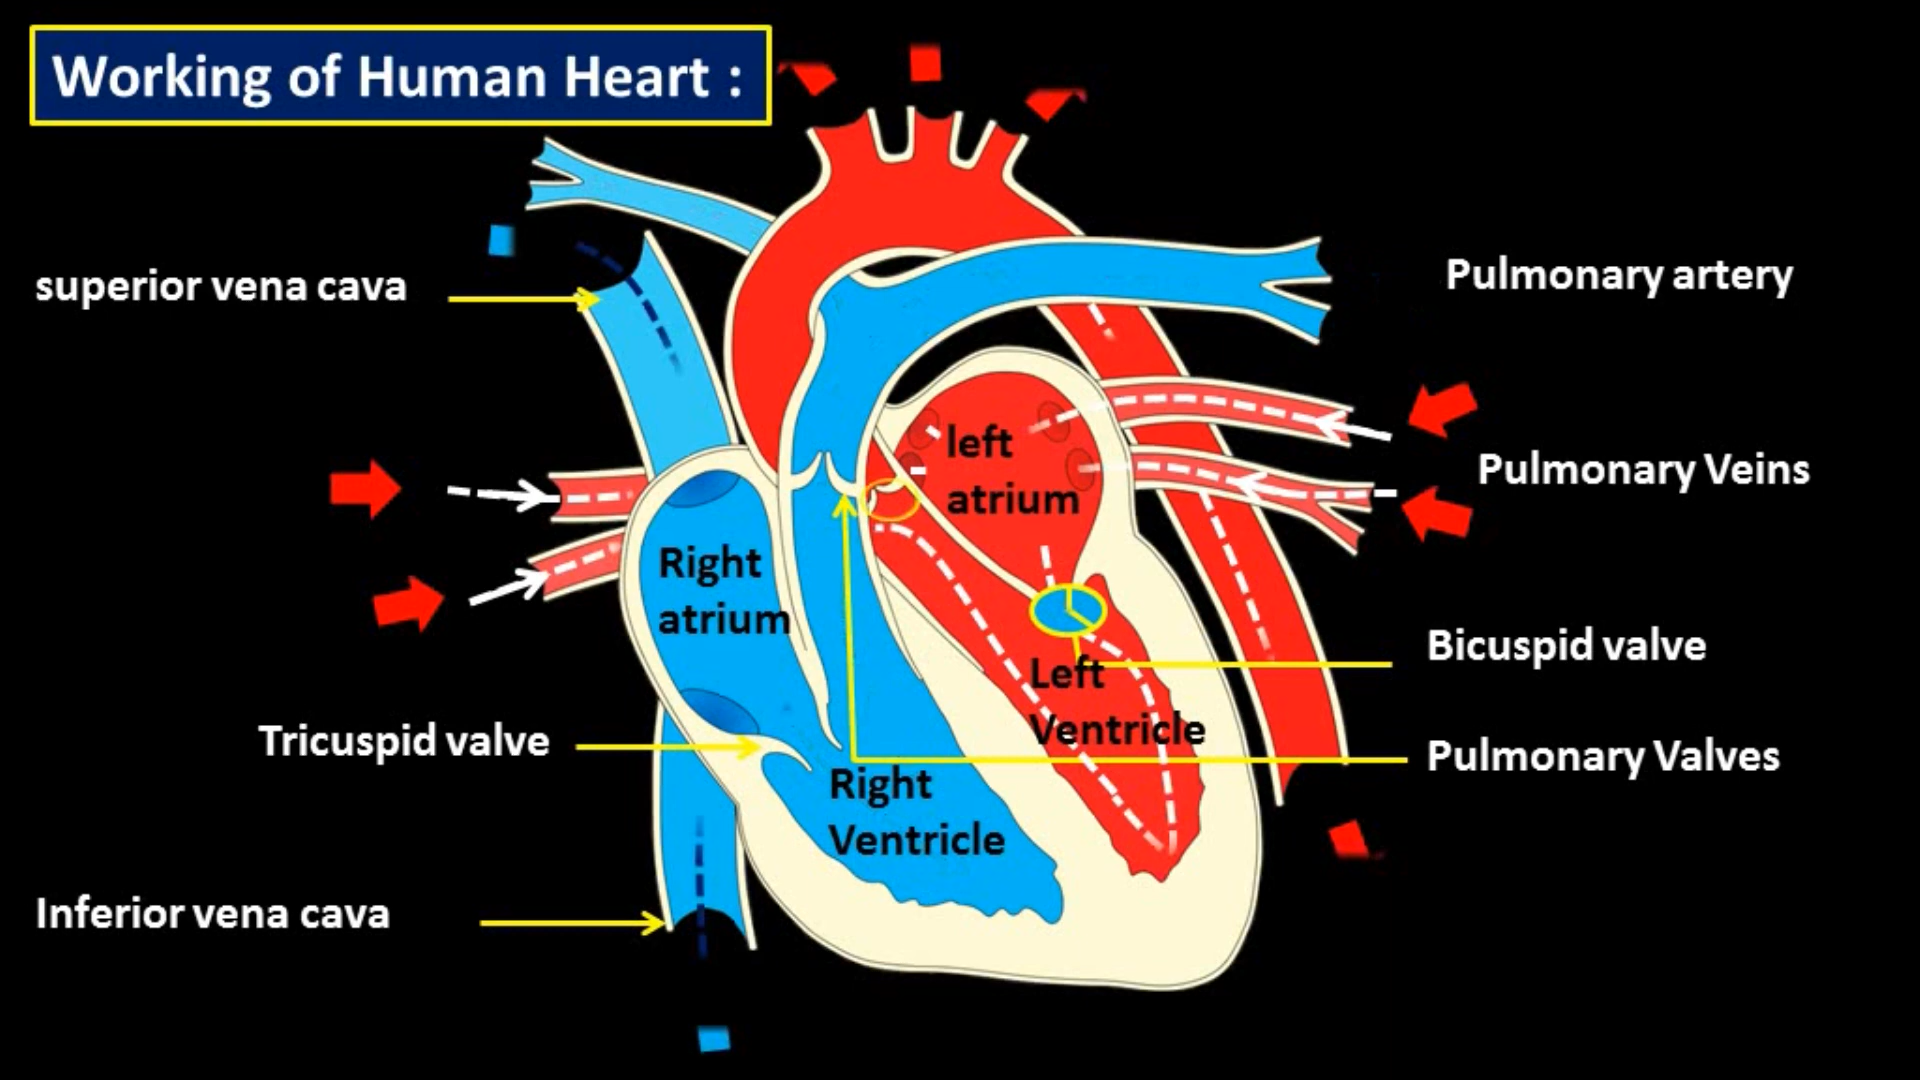 Working of Human Heart :
superior vena cava
Pulmonary artery
left
atrium
Pulmonary Veins
Right
atrium
Bicuspid valve
Left
Ventricle
Tricuspid valve
Pulmonary Valves
Right
Ventricle
Inferior vena cava